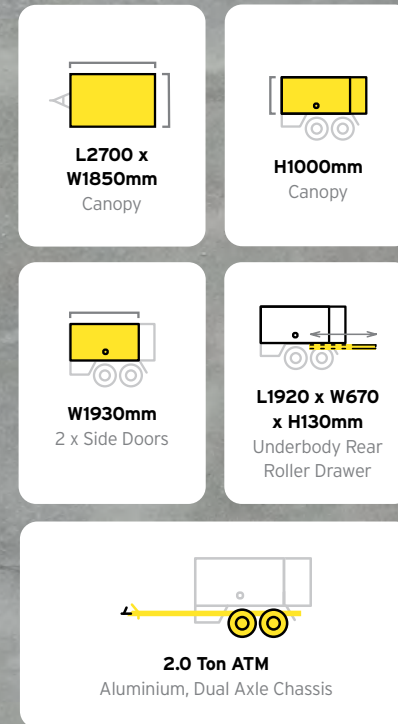 L2700 x
W1850mm
Canopy
H1000mm
Canopy
W1930mm
2 x Side Doors
L1920 x W670
x H130mm
Underbody Rear
Roller Drawer
2.0 Ton ATM
Aluminium, Dual Axle Chassis